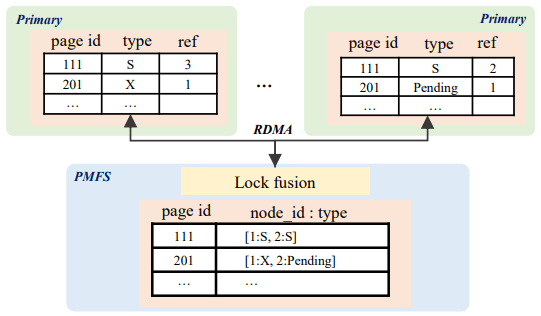 Primary
page id type ref
111 S 3
201 X 1
... ...
...
Primary
page id type ref
111 S 2
201 Pending 1
... ...
RDMA
PMFS
Lock fusion
page id node_id : type
111 [1:S, 2:S]
201 [1:X, 2:Pending]
... ...